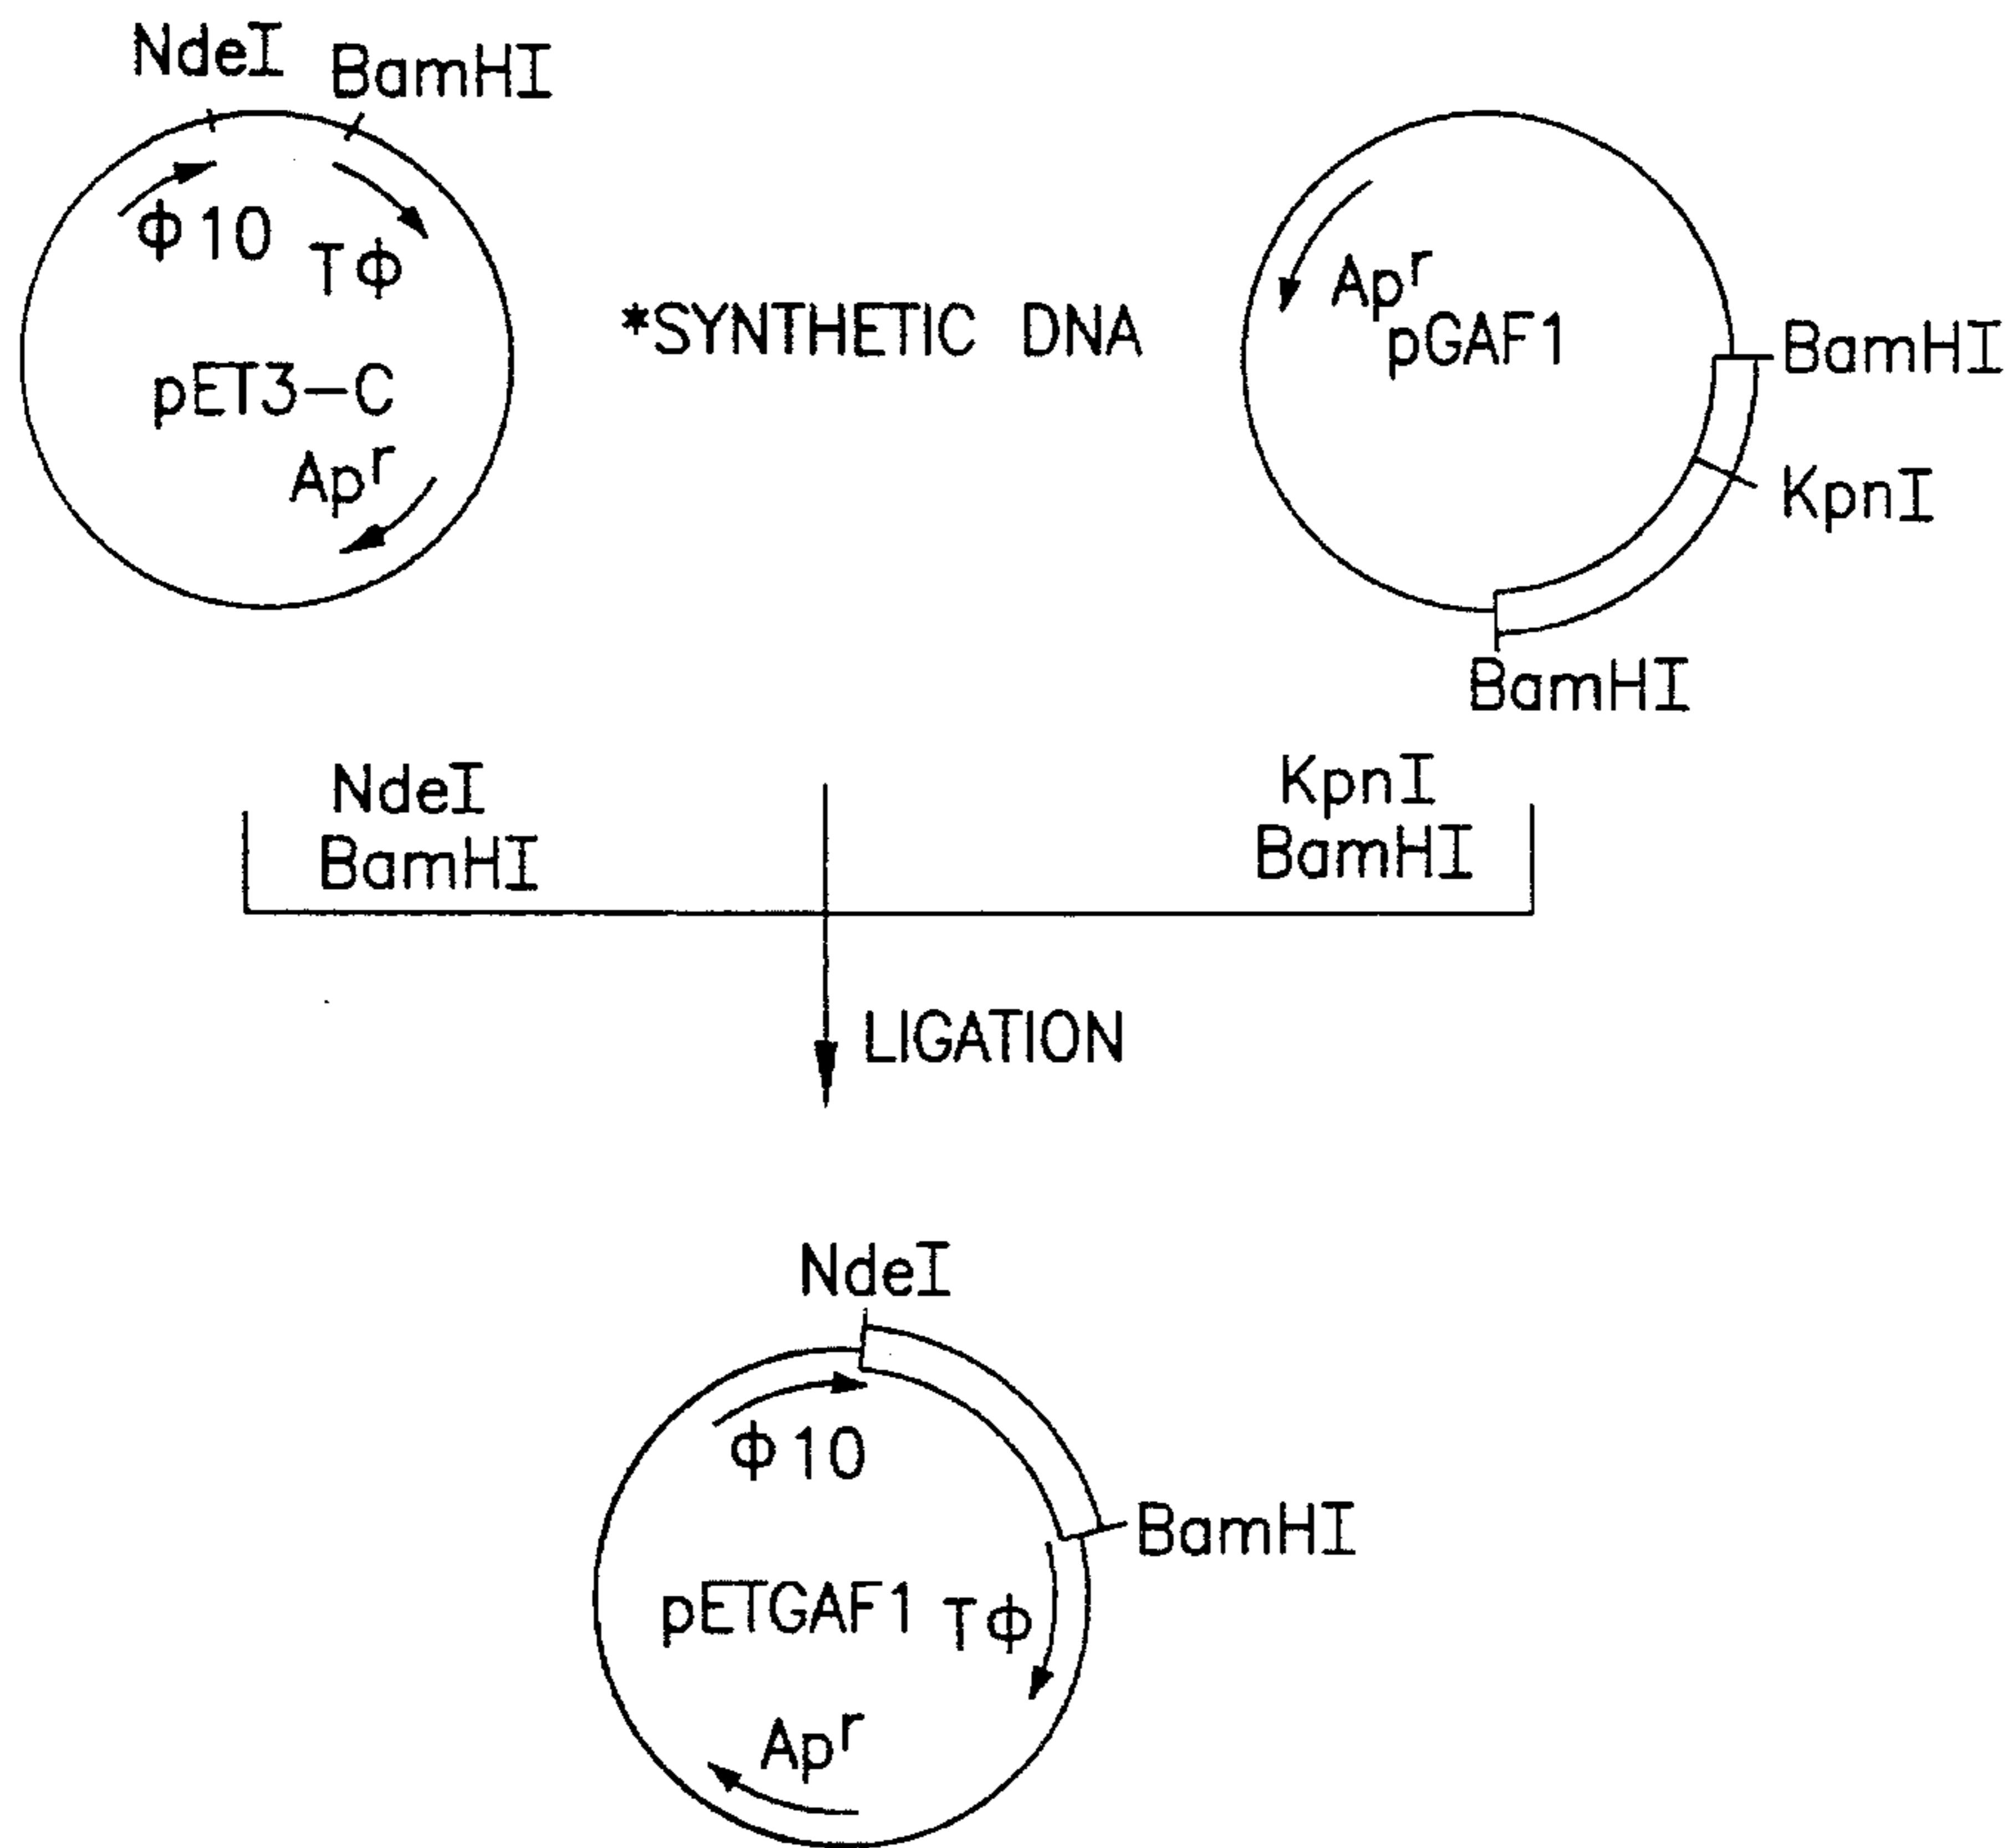 NdeI
BamHI
Φ10
TΦ
pET3-C
Apr
*SYNTHETIC DNA
Apr
pGAF1
BamHI
KpnI
BamHI
NdeI
BamHI
KpnI
BamHI
LIGATION
NdeI
Φ10
BamHI
pETGAF1
TΦ
Apr